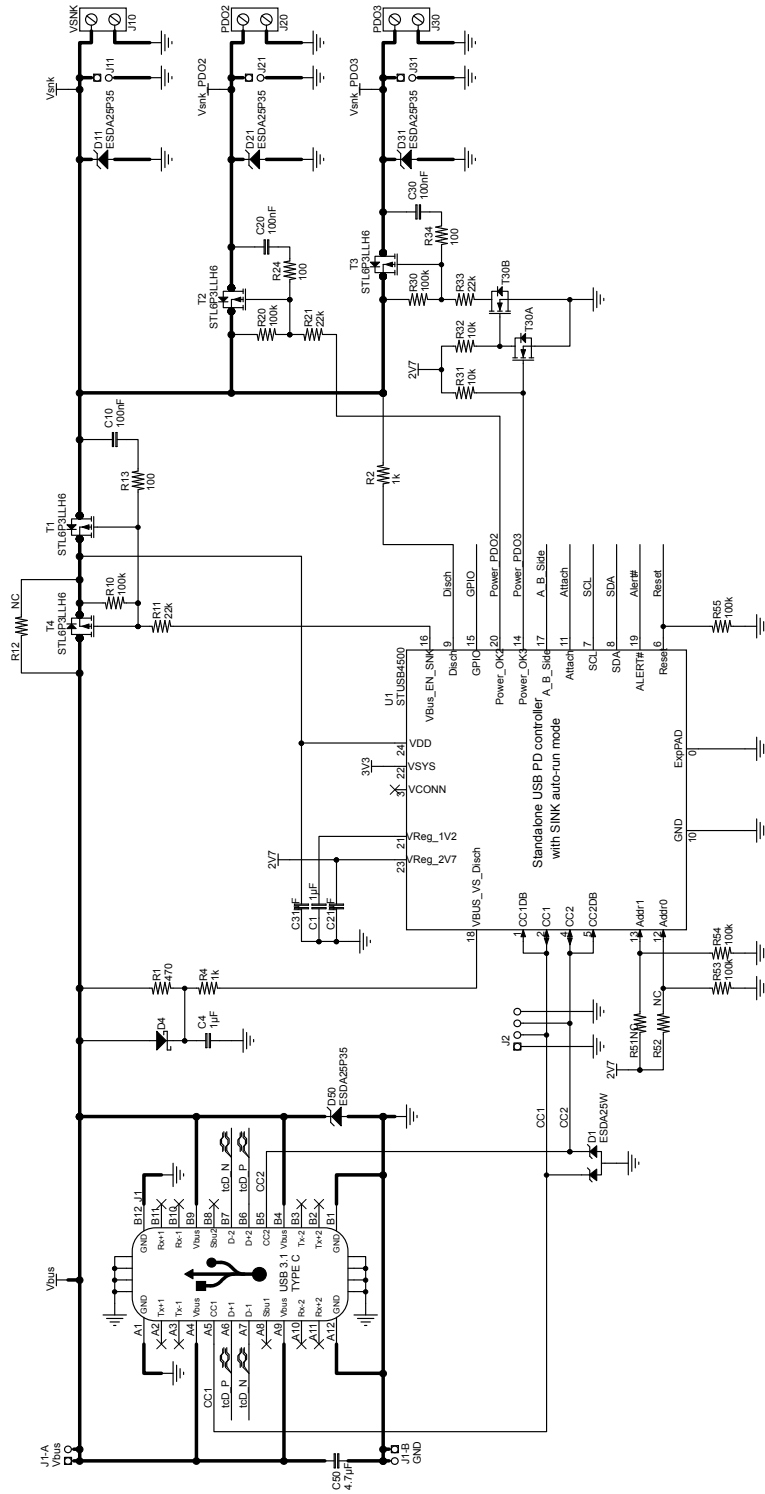 J1-A
Vbus
Vbus
C50
4.7µF
J1-B
GND
J1
USB 3.1
TYPE C
A1
GND
A2
Tx+1
A3
Tx-1
A4
Vbus
A5
CC1
A6
D+1
A7
D-1
A8
Sbu1
A9
Vbus
A10
Rx-2
A11
Rx+2
A12
GND
B12
GND
B11
Rx+1
B10
Rx-1
B9
Vbus
B8
Sbu2
B7
D-2
B6
D+2
B5
CC2
B4
Vbus
B3
Tx-2
B2
Tx+2
B1
GND
CC1
tcD_P
tcD_N
tcD_N
tcD_P
CC2
D50
ESDA25P35
D4
C4
1µF
R1
470
R4
1k
CC1
CC2
D1
ESDA25W
J2
2V7
R51
NC
R52
NC
R53
100k
R54
100k
2V7
C3
1µF
C1
1µF
C2
1µF
3V3
U1
STUSB4500
Standalone USB PD controller
with SINK auto-run mode
18
VBUS_VS_Disch
23
VReg_2V7
21
VReg_1V2
3
VCONN
22
VSYS
24
VDD
1
CC1DB
2
CC1
4
CC2
5
CC2DB
13
Addr1
12
Addr0
10
GND
0
ExpPAD
16
VBus_EN_SNK
9
Disch
15
GPIO
20
Power_OK2
14
Power_OK3
17
A_B_Side
11
Attach
7
SCL
8
SDA
19
ALERT#
6
Reset
Disch
GPIO
Power_PDO2
Power_PDO3
A_B_Side
Attach
SCL
SDA
Alert#
Reset
R55
100k
R12
NC
T4
STL6P3LLH6
R10
100k
R11
22k
T1
STL6P3LLH6
R13
100
C10
100nF
R2
1k
T2
STL6P3LLH6
R20
100k
R21
22k
R24
100
C20
100nF
T3
STL6P3LLH6
R30
100k
R33
22k
R34
100
C30
100nF
2V7
R31
10k
R32
10k
T30B
T30A
D11
ESDA25P35
Vsnk
J11
VSNK
J10
D21
ESDA25P35
Vsnk_PDO2
J21
PDO2
J20
D31
ESDA25P35
Vsnk_PDO3
J31
PDO3
J30